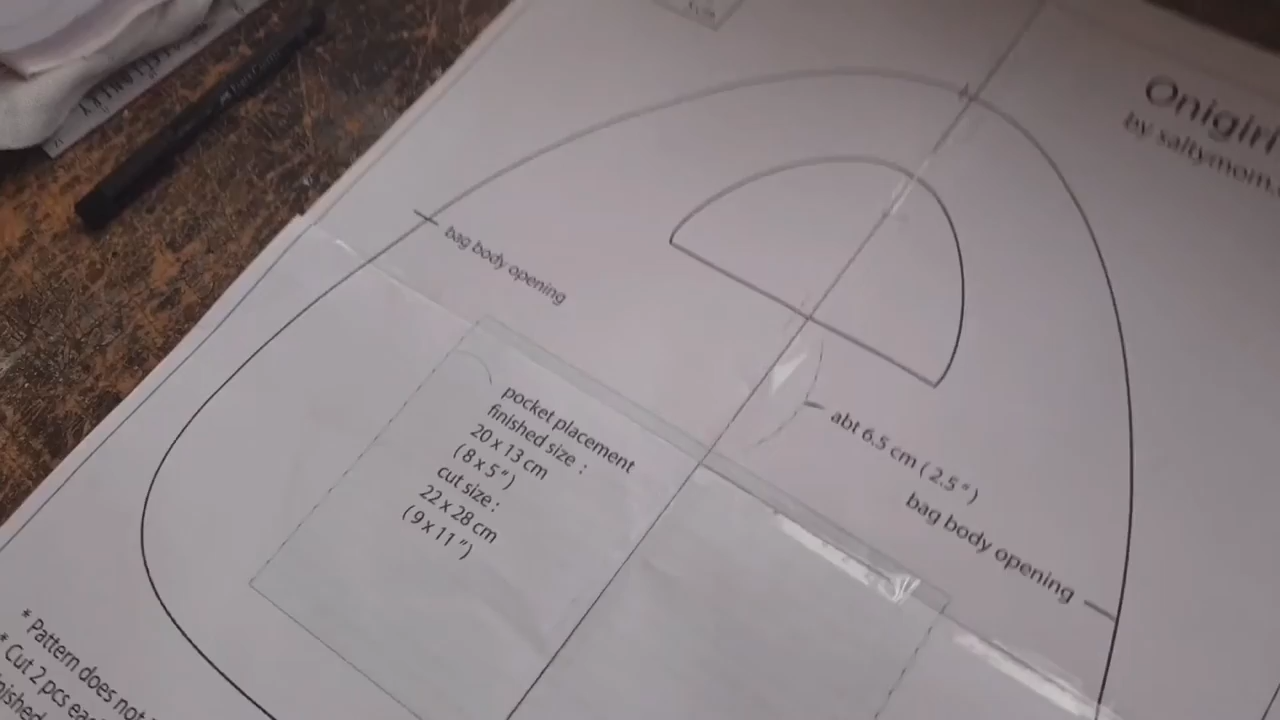 Onigiri
by saltymom.
bag body opening
pocket placement
finished size :
20 x 13 cm
( 8 x 5 " )
cut size :
22 x 28 cm
( 9 x 11 " )
abt 6.5 cm ( 2.5 " )
bag body opening
* Pattern does not
* Cut 2 pcs